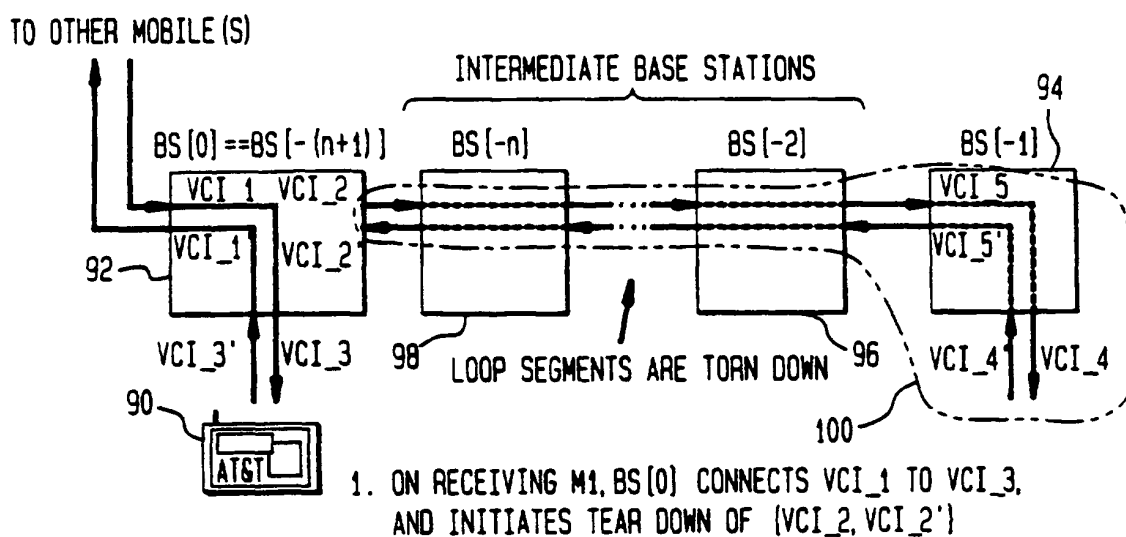 TO OTHER MOBILE(S)
INTERMEDIATE BASE STATIONS
94
BS[0]==BS[-(n+1)]
BS[-n]
BS[-2]
BS[-1]
VCI_1
VCI_2
VCI_5
VCI_1'
VCI_2'
VCI_5'
92
VCI_3'
VCI_3
98
LOOP SEGMENTS ARE TORN DOWN
96
VCI_4'
VCI_4
90
100
AT&T
1. ON RECEIVING M1, BS[0] CONNECTS VCI_1 TO VCI_3,
AND INITIATES TEAR DOWN OF {VCI_2, VCI_2'}